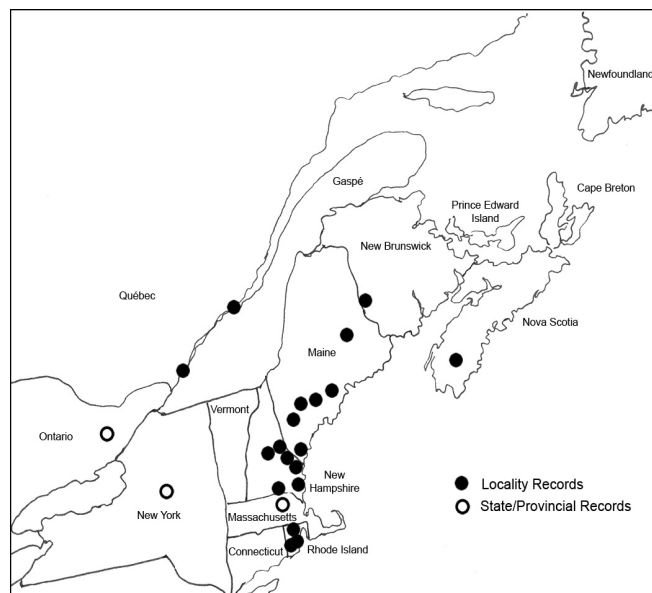 Newfoundland
Gaspé
Cape Breton
Prince Edward
Island
New Brunswick
Québec
Nova Scotia
Maine
Vermont
Ontario
New
Hampshire
New York
Massachusetts
Connecticut
Rhode Island
Locality Records
State/Provincial Records